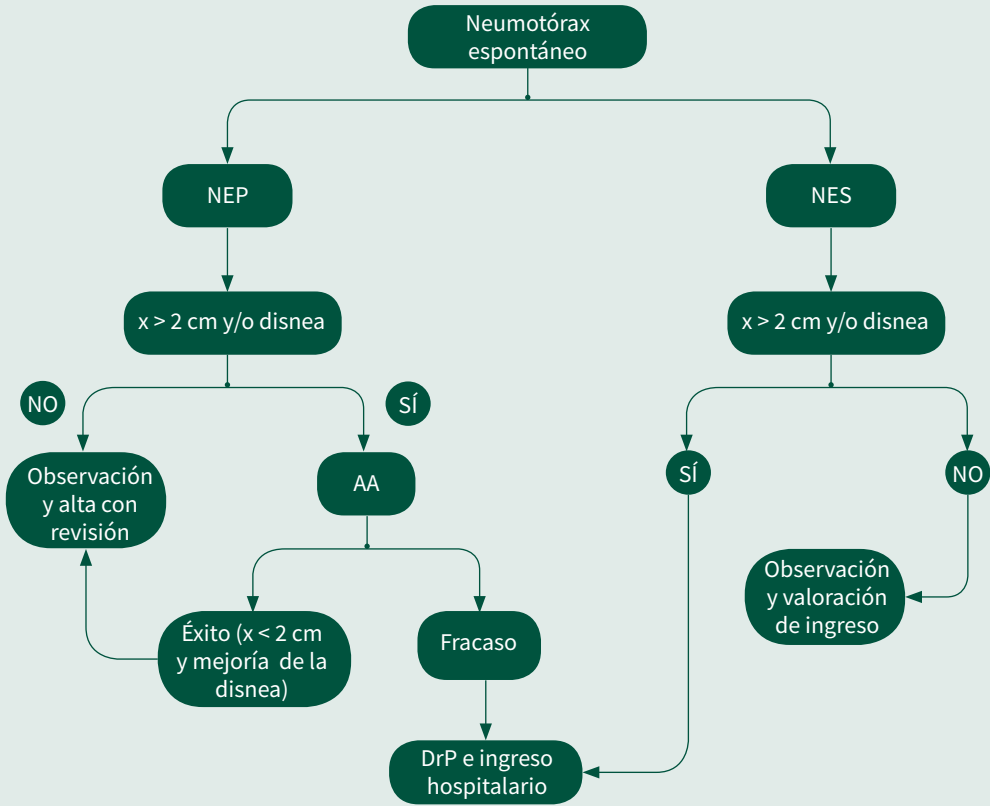 Neumotórax
espontáneo
NEP
NES
x > 2 cm y/o disnea
x > 2 cm y/o disnea
NO
SÍ
Observación
y alta con
revisión
AA
SÍ
NO
Éxito (x < 2 cm
y mejoría de la
disnea)
Fracaso
Observación
y valoración
de ingreso
DrP e ingreso
hospitalario